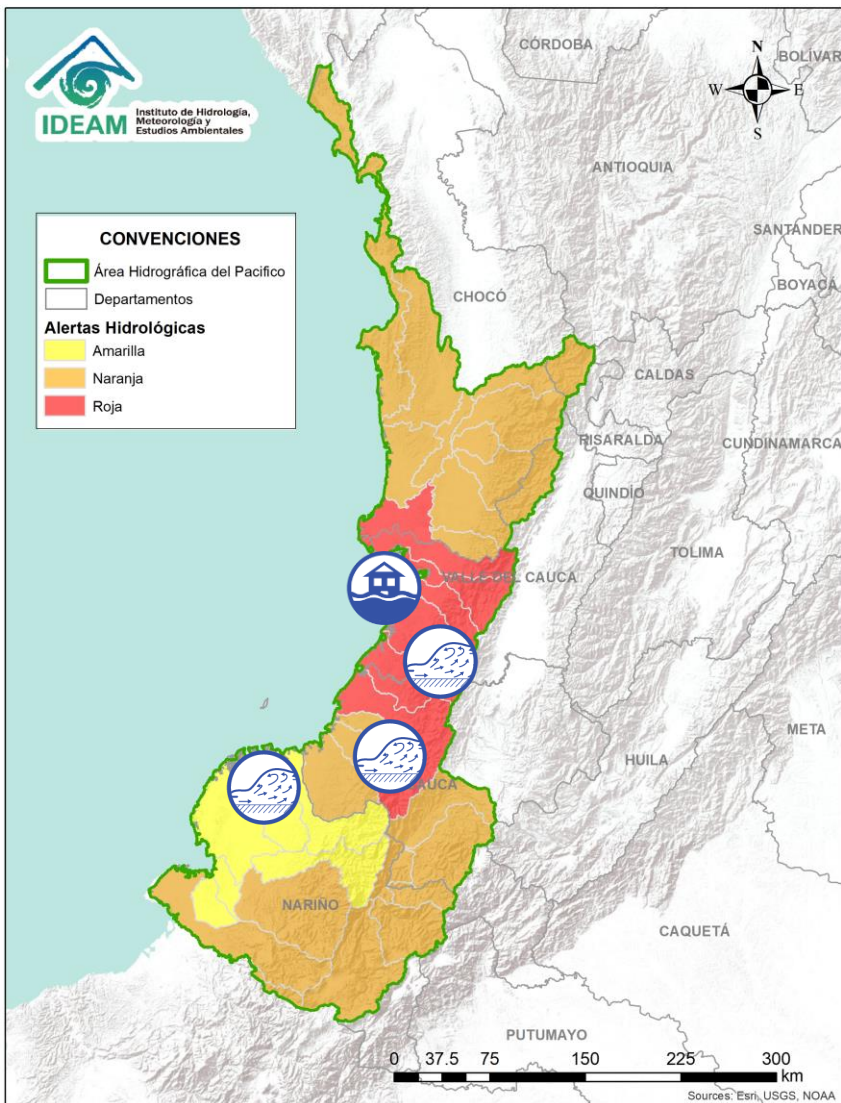 IDEAM
Instituto de Hidrología,
Meteorología y
Estudios Ambientales
CÓRDOBA
BOLÍVAR
N
W
E
S
ANTIOQUIA
SANTANDER
BOYACÁ
CONVENCIONES
Área Hidrográfica del Pacifico
Departamentos
Alertas Hidrológicas
Amarilla
Naranja
Roja
CHOCÓ
CALDAS
RISARALDA
CUNDINAMARCA
QUINDÍO
TOLIMA
VALLE DEL CAUCA
META
HUILA
AUCA
NARIÑO
CAQUETÁ
PUTUMAYO
0 37.5 75 150 225 300
km
Sources: Esri, USGS, NOAA